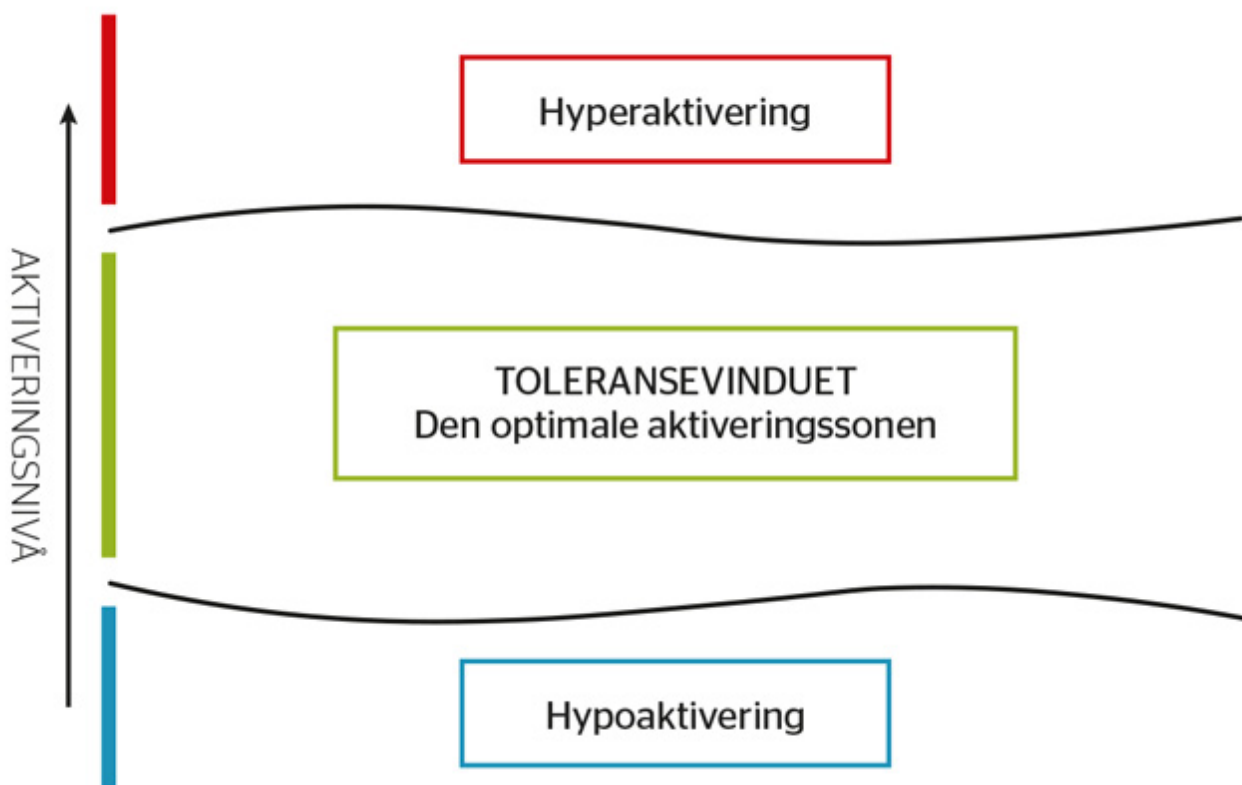 Hyperaktivering
AKTIVERINGSNIVÅ
TOLERANSEVINDUET
Den optimale aktiveringssonen
Hypoaktivering